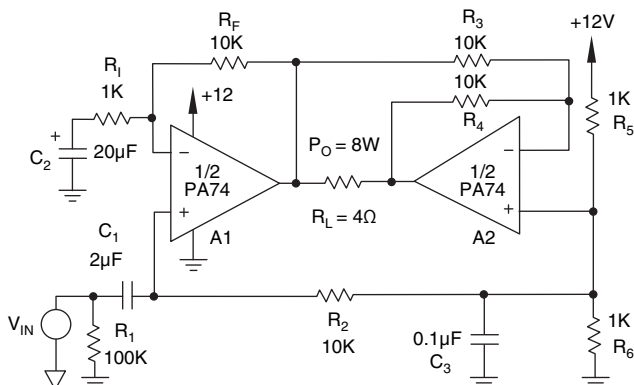 R_F
10K
R_3
10K
+12V
R_I
1K
+12
10K
R_4
1K
R_5
+
C_2
20µF
–
1/2
PA74
+
A1
P_O = 8W
R_L = 4Ω
–
1/2
PA74
+
A2
C_1
2µF
V_IN
R_1
100K
R_2
10K
0.1µF
C_3
1K
R_6